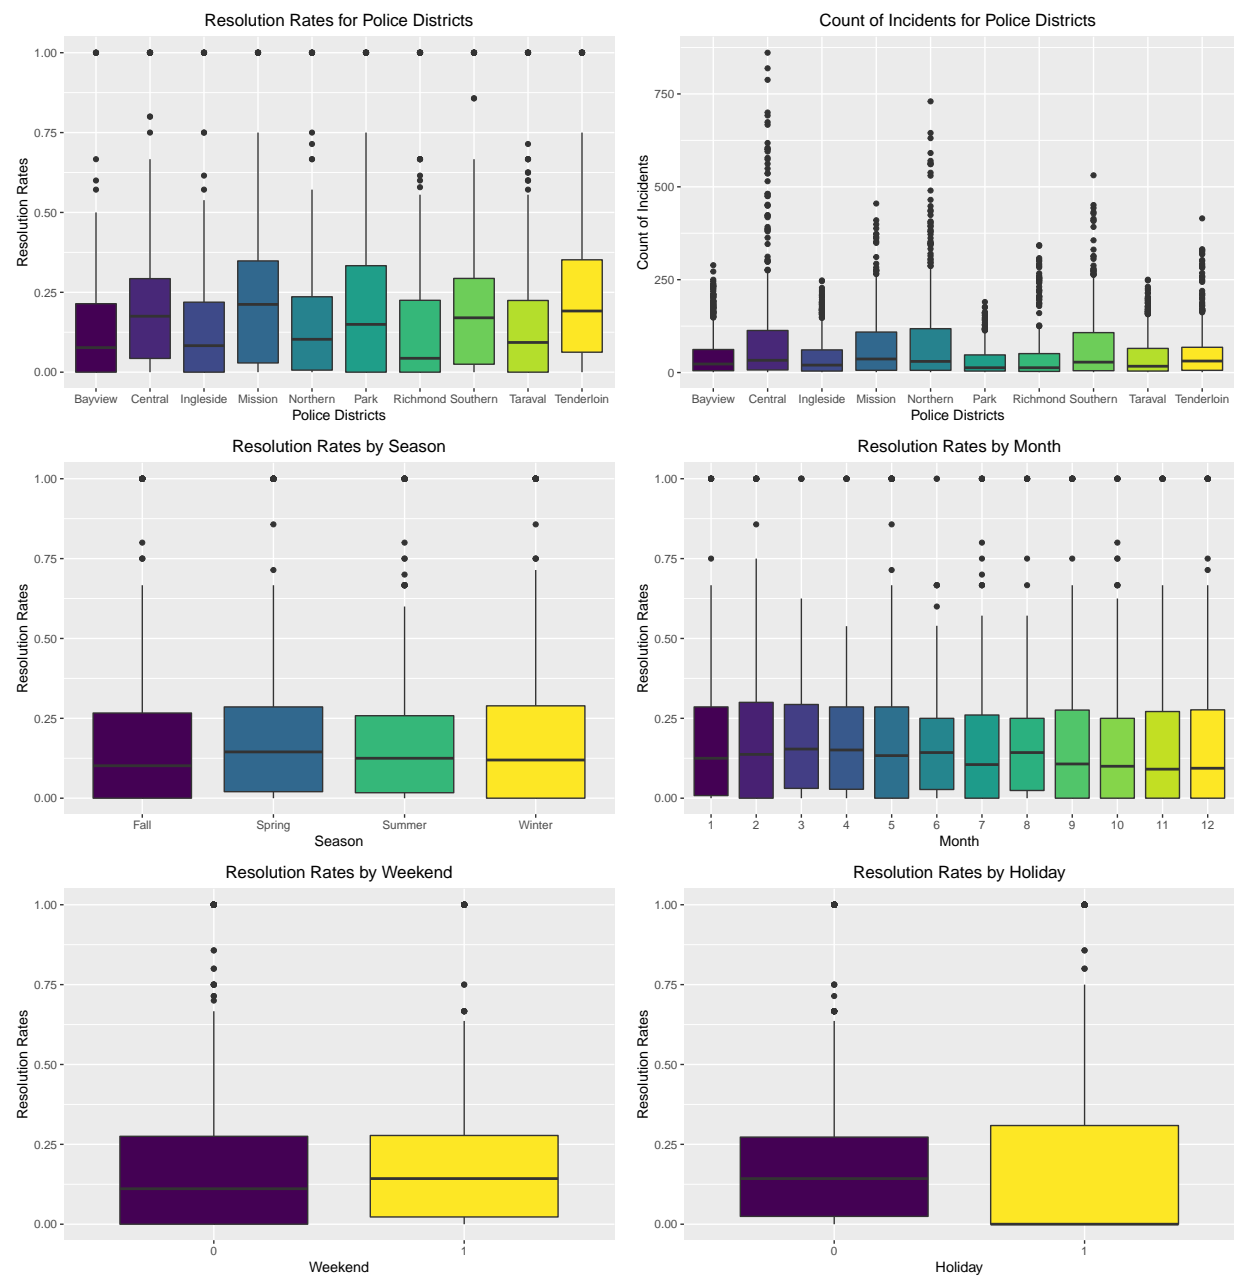 Resolution Rates for Police Districts
Resolution Rates
1.00
0.75
0.50
0.25
0.00
Bayview Central Ingleside Mission Northern Park Richmond Southern Taraval Tenderloin
Police Districts
Count of Incidents for Police Districts
Count of Incidents
750
500
250
0
Bayview Central Ingleside Mission Northern Park Richmond Southern Taraval Tenderloin
Police Districts
Resolution Rates by Season
Resolution Rates
1.00
0.75
0.50
0.25
0.00
Fall Spring Summer Winter
Season
Resolution Rates by Month
Resolution Rates
1.00
0.75
0.50
0.25
0.00
1 2 3 4 5 6 7 8 9 10 11 12
Month
Resolution Rates by Weekend
Resolution Rates
1.00
0.75
0.50
0.25
0.00
0 1
Weekend
Resolution Rates by Holiday
Resolution Rates
1.00
0.75
0.50
0.25
0.00
0 1
Holiday